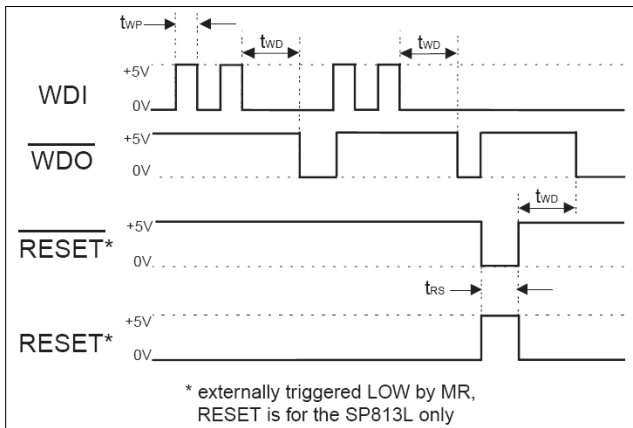 tWP
tWD
tWD
WDI
+5V
0V
WDO
+5V
0V
tWD
RESET*
+5V
0V
tRS
RESET*
+5V
0V
* externally triggered LOW by MR,
RESET is for the SP813L only